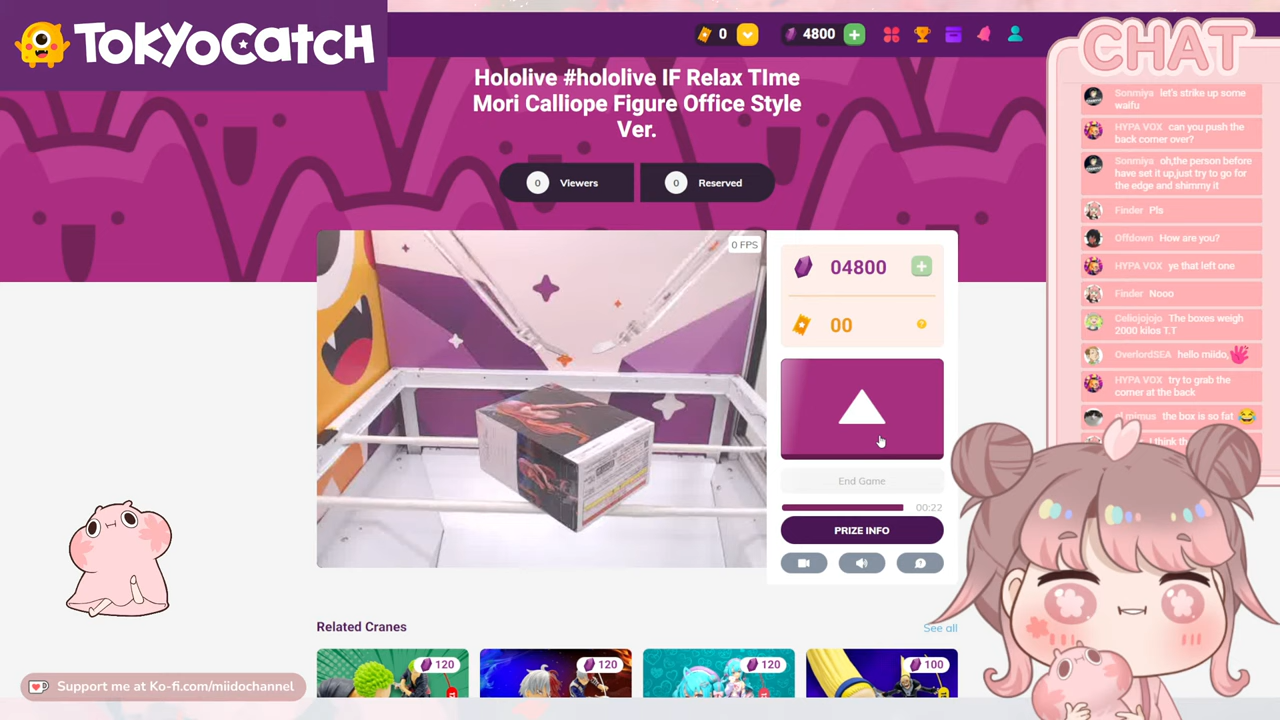 TOKYOCATCH
0
4800
CHAT
Hololive #hololive IF Relax TIme
Mori Calliope Figure Office Style
Ver.
0 Viewers
0 Reserved
0 FPS
04800
00
End Game
00:22
PRIZE INFO
Related Cranes
See all
120
120
120
100
Support me at Ko-fi.com/miidochannel
Sonmiya let's strike up some
waifu
HYPA VOX can you push the
back corner over?
Sonmiya oh,the person before
have set it up,just try to go for
the edge and shimmy it
Finder Pls
Offdown How are you?
HYPA VOX ye that left one
Finder Nooo
Celiojojojo The boxes weigh
2000 kilos T.T
OverlordSEA hello miido,
HYPA VOX try to grab the
corner at the back
mimus the box is so fat
I think